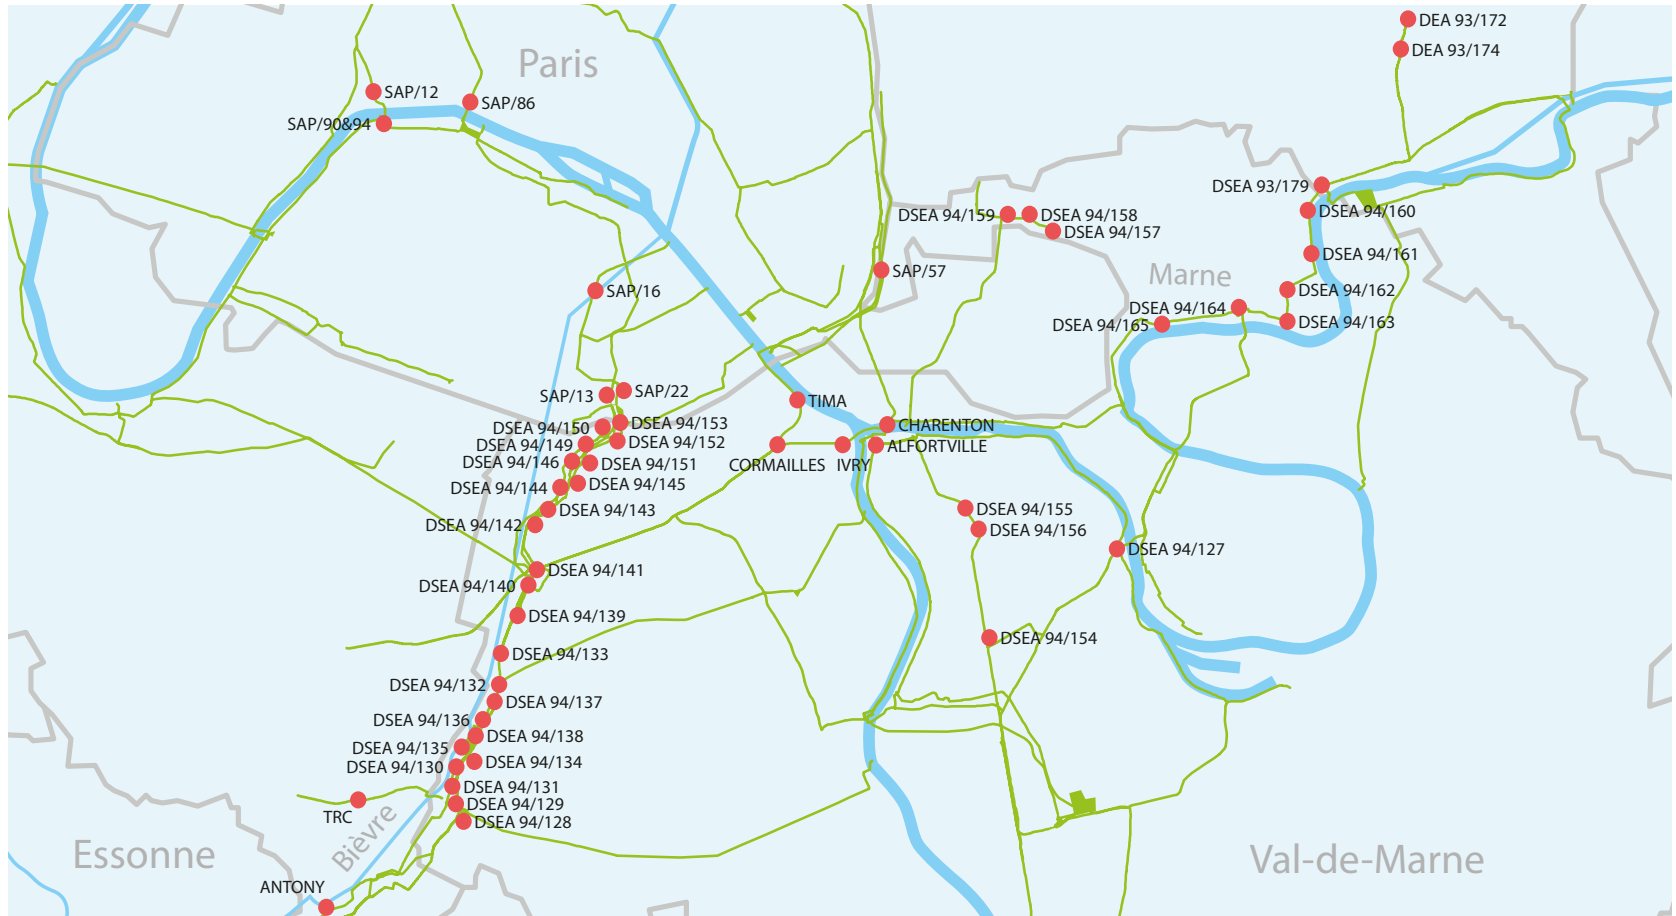 DEA 93/172
DEA 93/174
Paris
SAP/12
SAP/86
SAP/90&94
DSEA 93/179
DSEA 94/160
DSEA 94/159
DSEA 94/158
DSEA 94/157
DSEA 94/161
SAP/57
Marne
SAP/16
DSEA 94/162
DSEA 94/164
DSEA 94/163
DSEA 94/165
SAP/13
SAP/22
TIMA
DSEA 94/150
DSEA 94/153
CHARENTON
DSEA 94/149
DSEA 94/152
ALFORTVILLE
DSEA 94/146
DSEA 94/151
CORMAILLES
IVRY
DSEA 94/144
DSEA 94/145
DSEA 94/143
DSEA 94/155
DSEA 94/142
DSEA 94/156
DSEA 94/127
DSEA 94/141
DSEA 94/140
DSEA 94/139
DSEA 94/154
DSEA 94/133
DSEA 94/132
DSEA 94/137
DSEA 94/136
DSEA 94/138
DSEA 94/135
DSEA 94/134
DSEA 94/130
DSEA 94/131
DSEA 94/129
TRC
DSEA 94/128
Bièvre
Essonne
Val-de-Marne
ANTONY